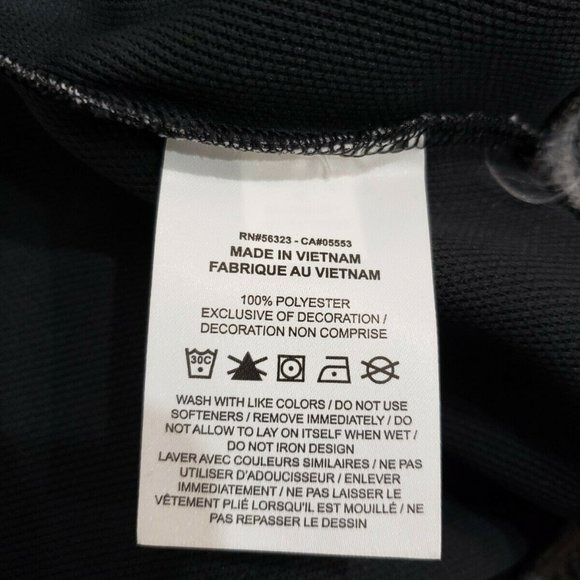 RN#56323 - CA#05553
MADE IN VIETNAM
FABRIQUE AU VIETNAM
100% POLYESTER
EXCLUSIVE OF DECORATION /
DECORATION NON COMPRISE
30C
WASH WITH LIKE COLORS / DO NOT USE
SOFTENERS / REMOVE IMMEDIATELY / DO
NOT ALLOW TO LAY ON ITSELF WHEN WET /
DO NOT IRON DESIGN
LAVER AVEC COULEURS SIMILAIRES / NE PAS
UTILISER D'ADOUCISSEUR / ENLEVER
IMMEDIATEMENT / NE PAS LAISSER LE
VÊTEMENT PLIÉ LORSQU'IL EST MOUILLÉ / NE
PAS REPASSER LE DESSIN